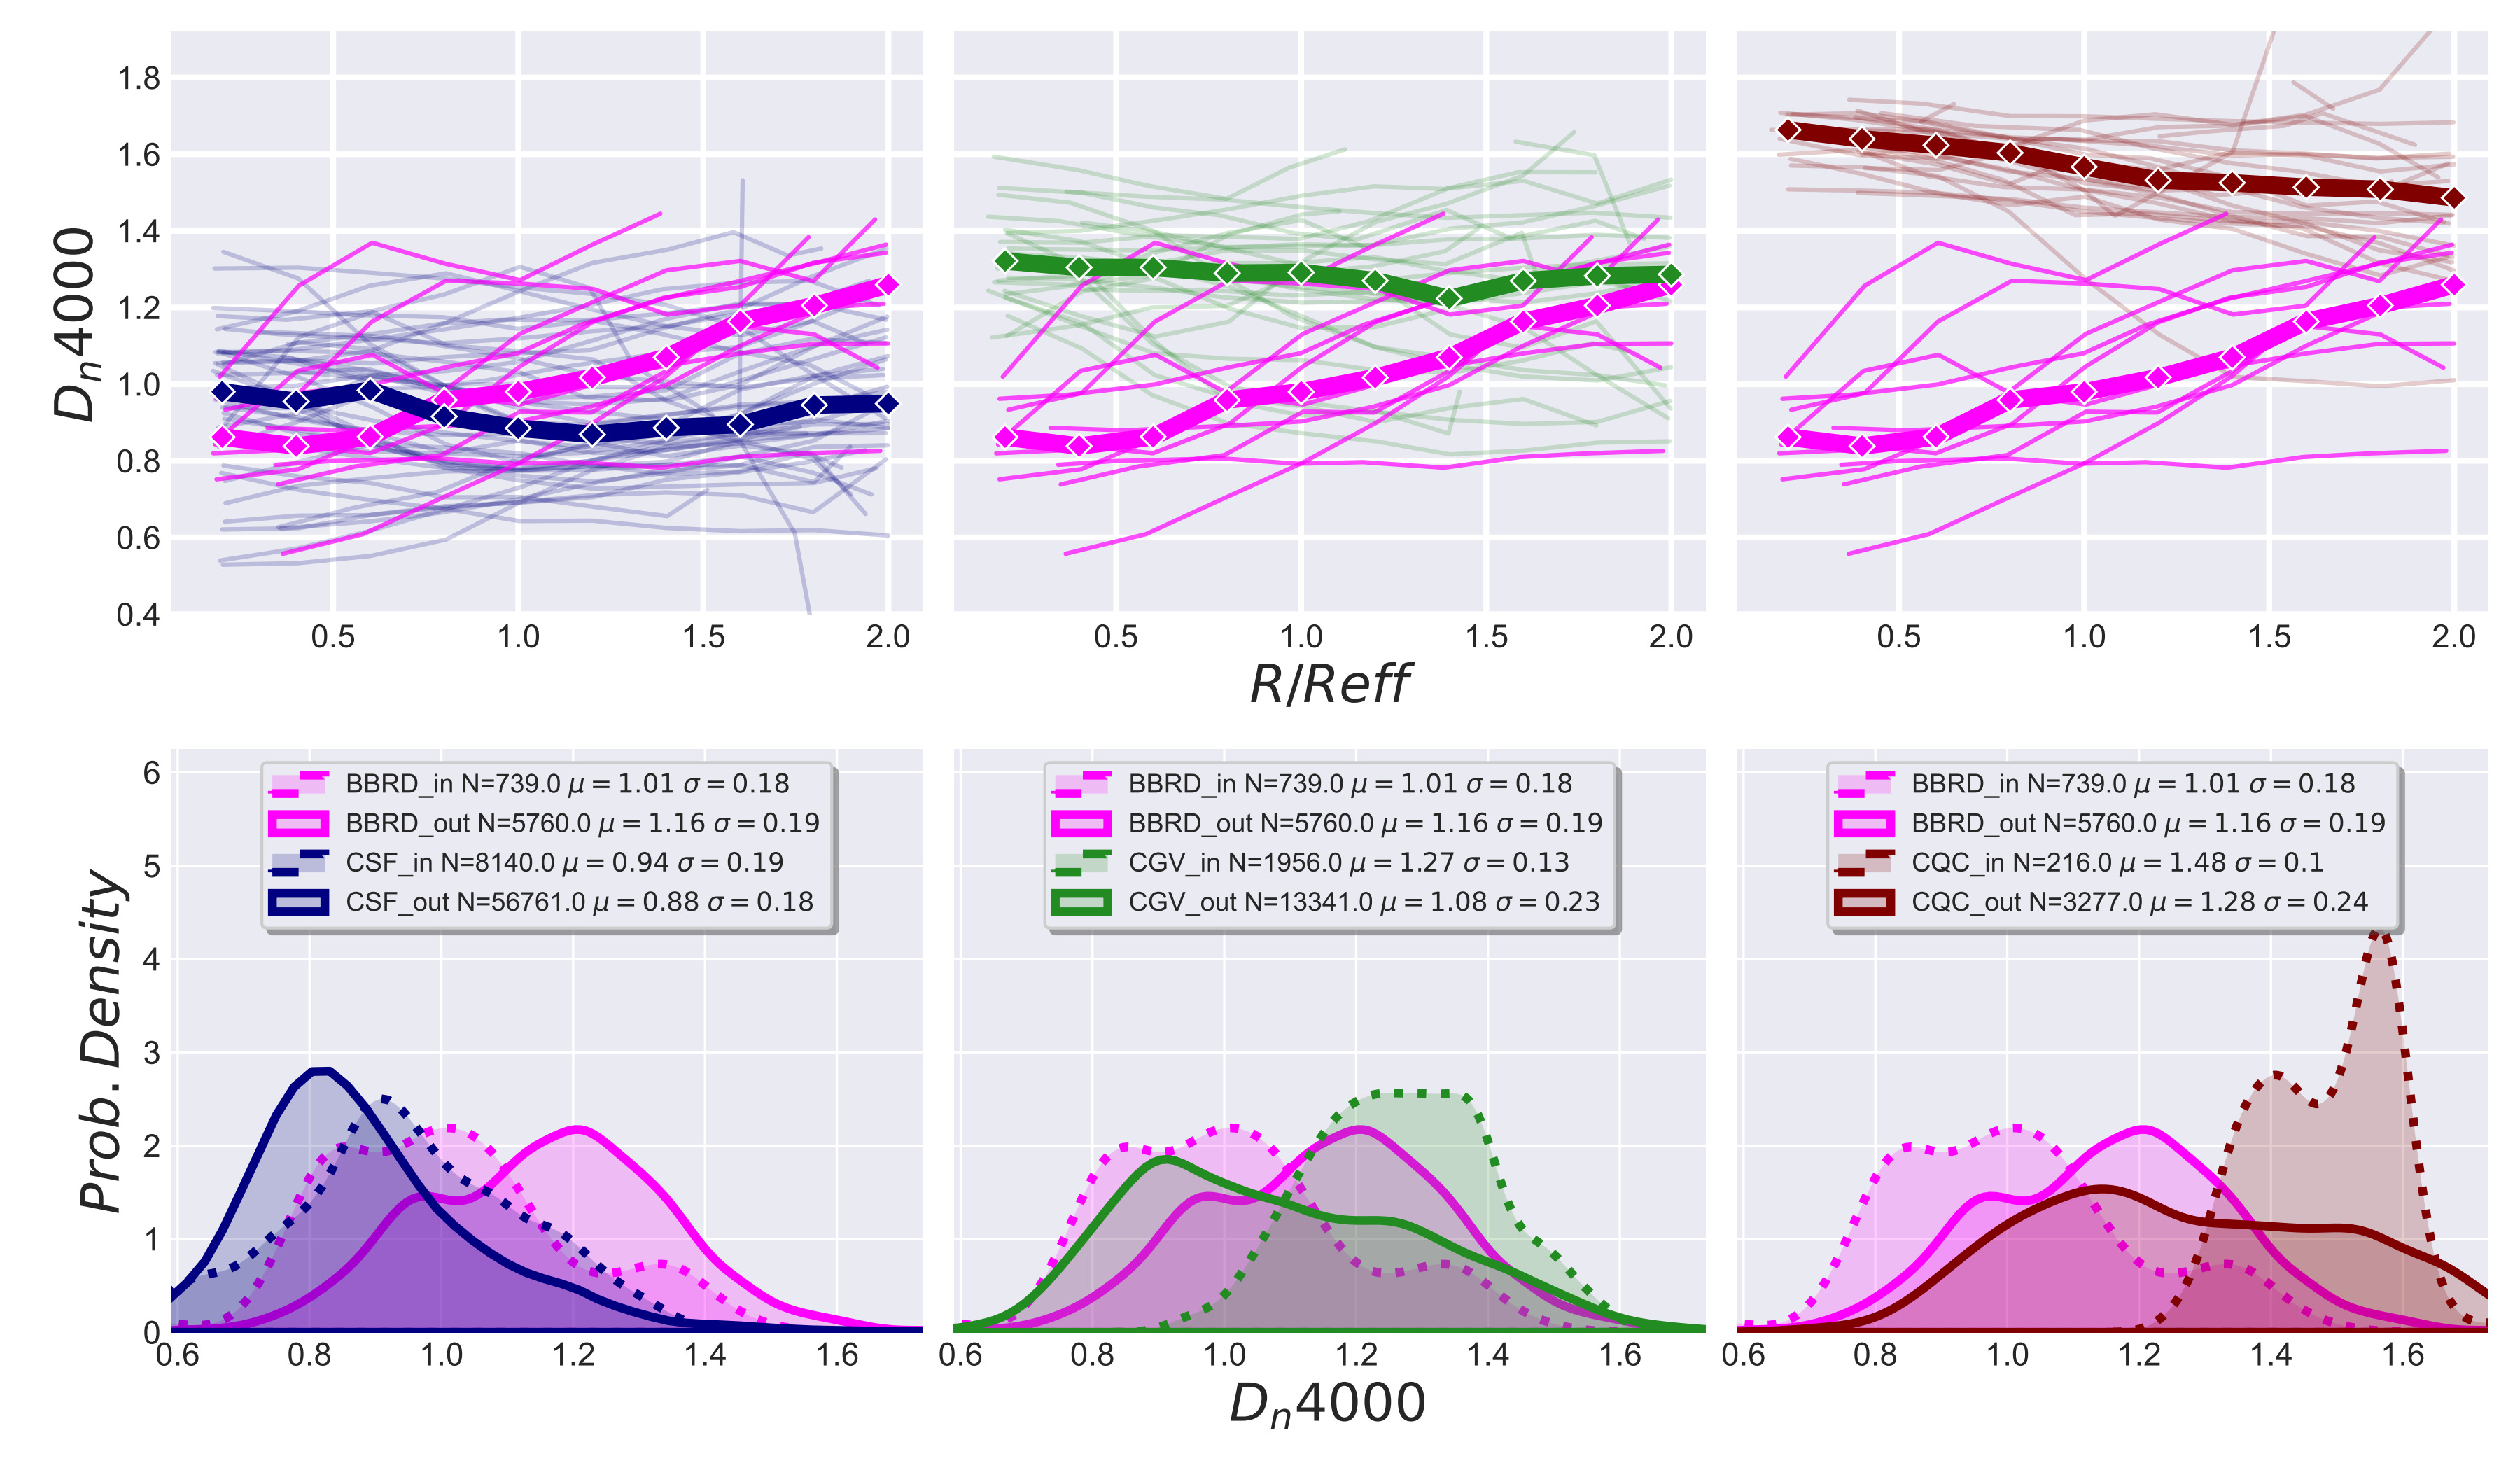 1.8
1.6
1.4
1.2
1.0
0.8
0.6
0.4
Dn4000
0.5 1.0 1.5 2.0
0.5 1.0 1.5 2.0
0.5 1.0 1.5 2.0
R/Reff
6
5
4
3
2
1
0
Prob. Density
BBRD_in N=739.0 μ = 1.01 σ = 0.18
BBRD_out N=5760.0 μ = 1.16 σ = 0.19
CSF_in N=8140.0 μ = 0.94 σ = 0.19
CSF_out N=56761.0 μ = 0.88 σ = 0.18
BBRD_in N=739.0 μ = 1.01 σ = 0.18
BBRD_out N=5760.0 μ = 1.16 σ = 0.19
CGV_in N=1956.0 μ = 1.27 σ = 0.13
CGV_out N=13341.0 μ = 1.08 σ = 0.23
BBRD_in N=739.0 μ = 1.01 σ = 0.18
BBRD_out N=5760.0 μ = 1.16 σ = 0.19
CQC_in N=216.0 μ = 1.48 σ = 0.1
CQC_out N=3277.0 μ = 1.28 σ = 0.24
0.6 0.8 1.0 1.2 1.4 1.6
0.6 0.8 1.0 1.2 1.4 1.6
0.6 0.8 1.0 1.2 1.4 1.6
Dn4000